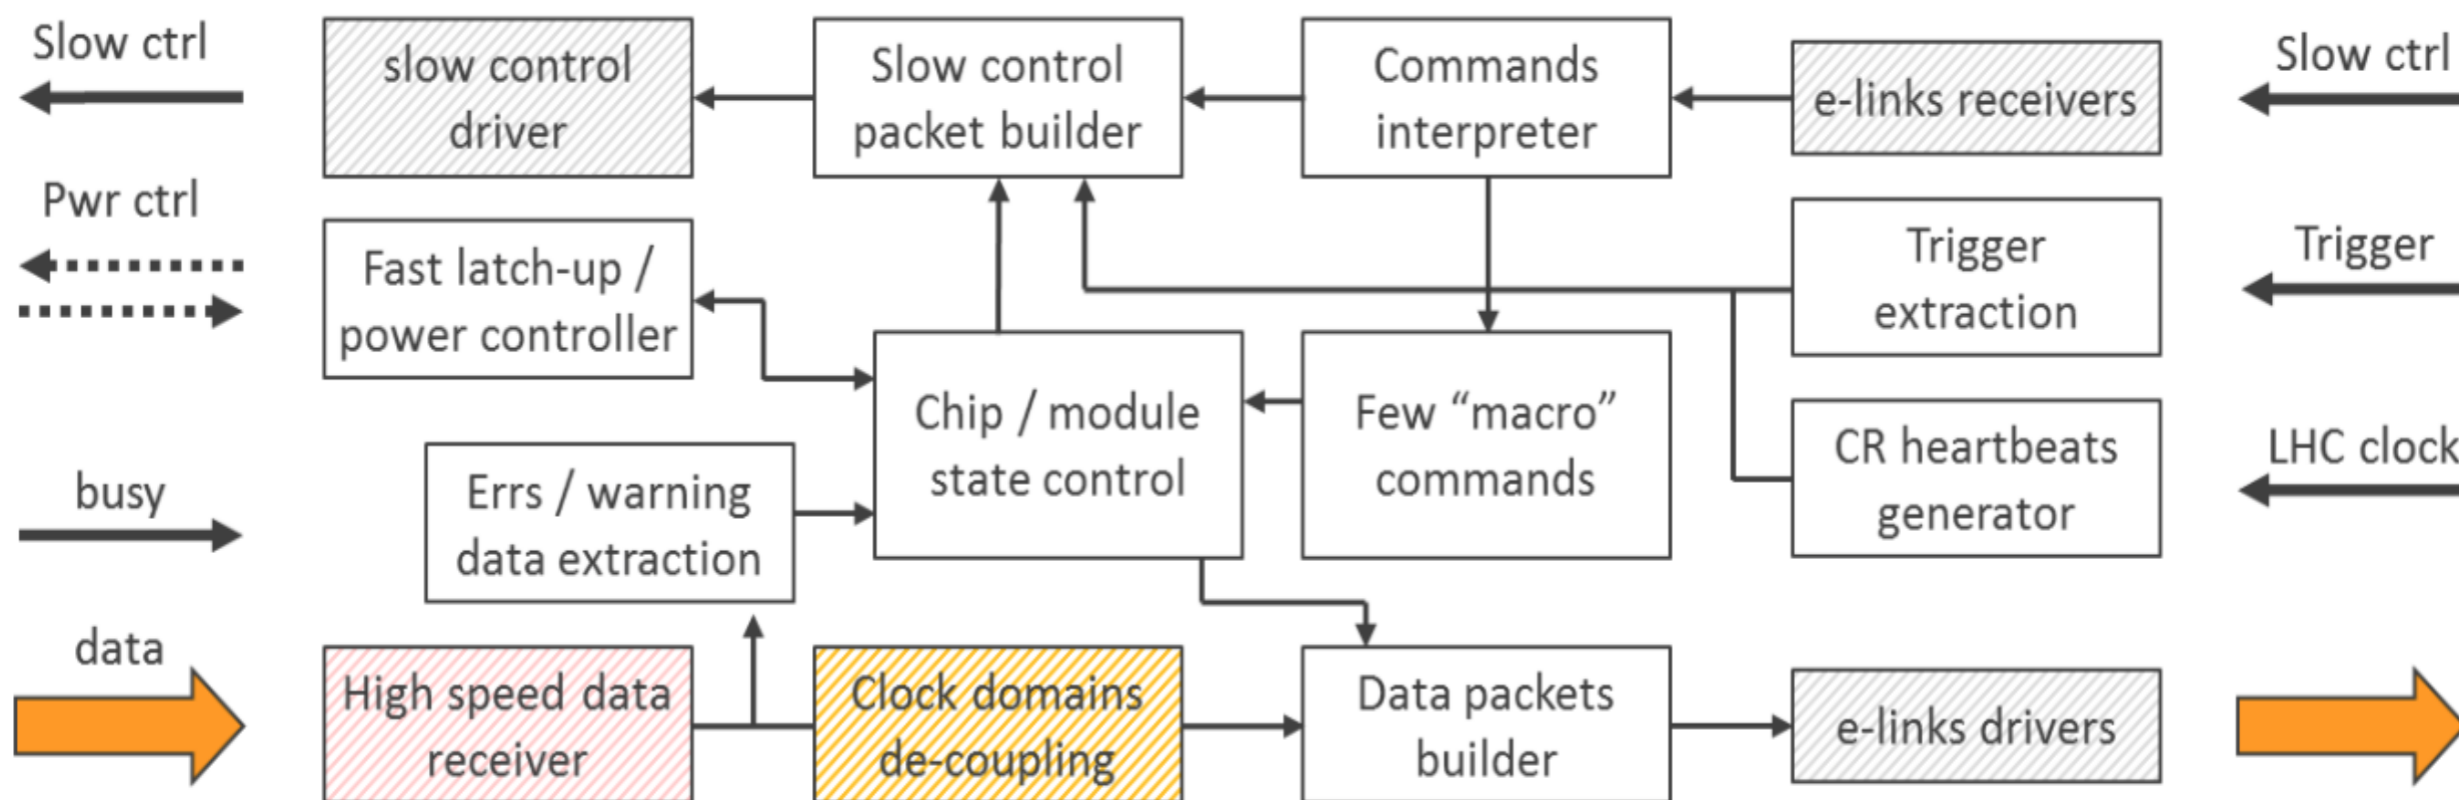 Slow ctrl
slow control
driver
Slow control
packet builder
Commands
interpreter
e-links receivers
Slow ctrl
Pwr ctrl
Fast latch-up /
power controller
Trigger
extraction
Trigger
Chip / module
state control
Few “macro”
commands
CR heartbeats
generator
LHC clock
busy
Errs / warning
data extraction
data
High speed data
receiver
Clock domains
de-coupling
Data packets
builder
e-links drivers